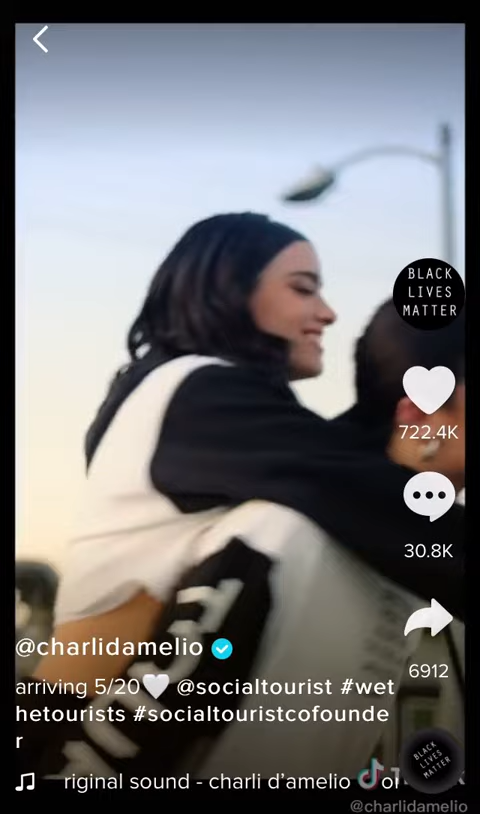 BLACK
LIVES
MATTER
722.4K
30.8K
6912
@charlidamelio
arriving 5/20🤍 @socialtourist #wet
hetourists #socialtouristcofounde
r
riginal sound - charli d’amelio
or
BLACK
LIVES
MATTER
@charlidamelio